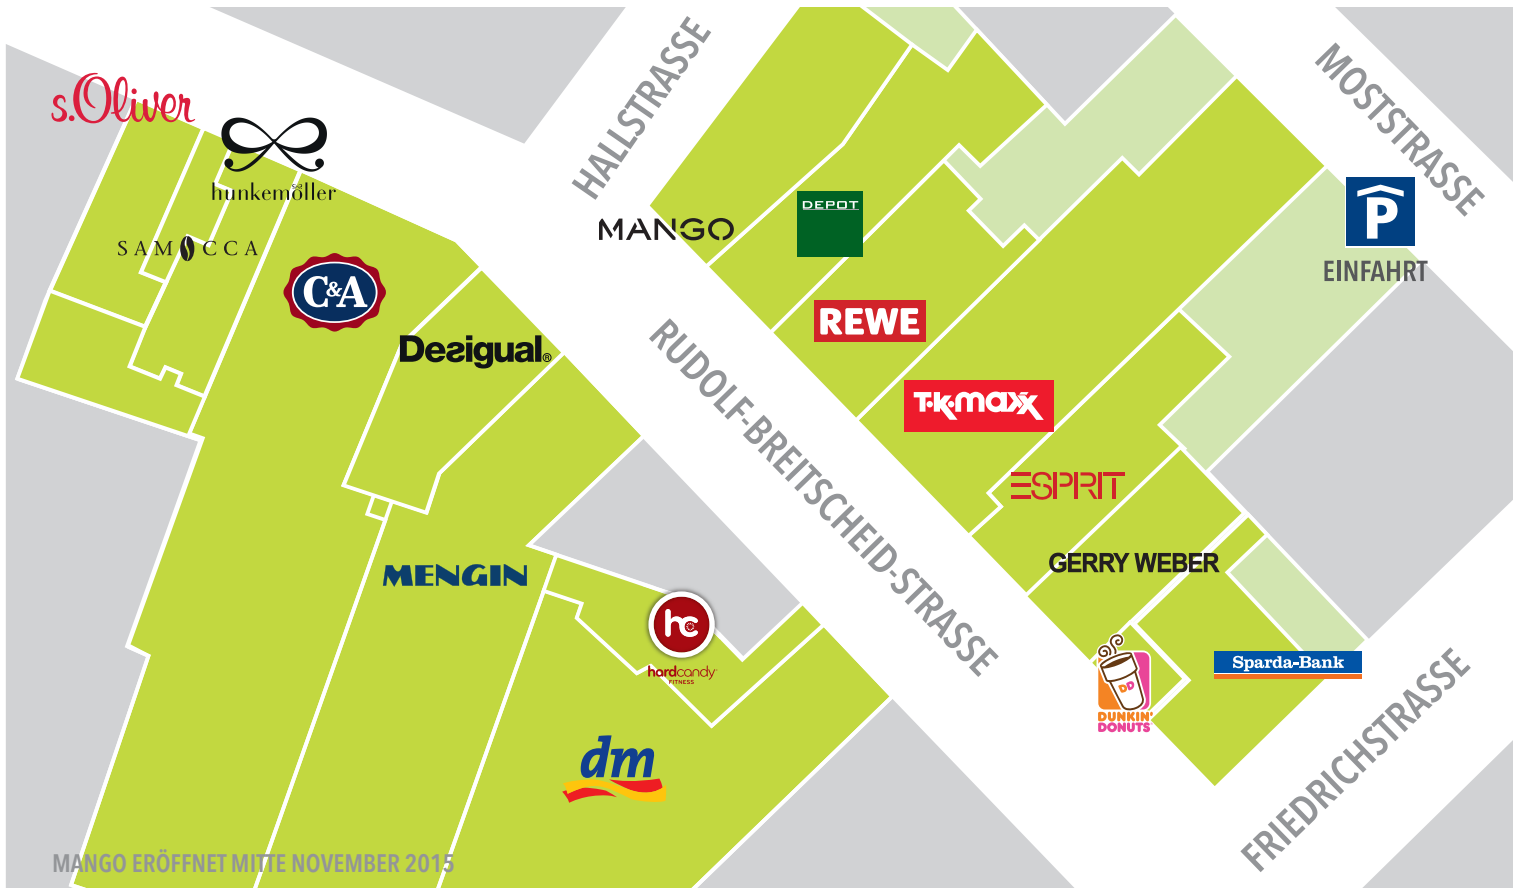 s.Oliver
hunkemöller
SAMOCCA
C&A
Desigual®
HALLSTRASSE
MANGO
DEPOT
REWE
T·K·maxx
ESPRIT
GERRY WEBER
MOSTSTRASSE
P
EINFAHRT
RUDOLF-BREITSCHEID-STRASSE
MENGIN
hc
hardcandy
FITNESS
dm
DD
DUNKIN'
DONUTS
Sparda-Bank
FRIEDRICHSTRASSE
MANGO ERÖFFNET MITTE NOVEMBER 2015